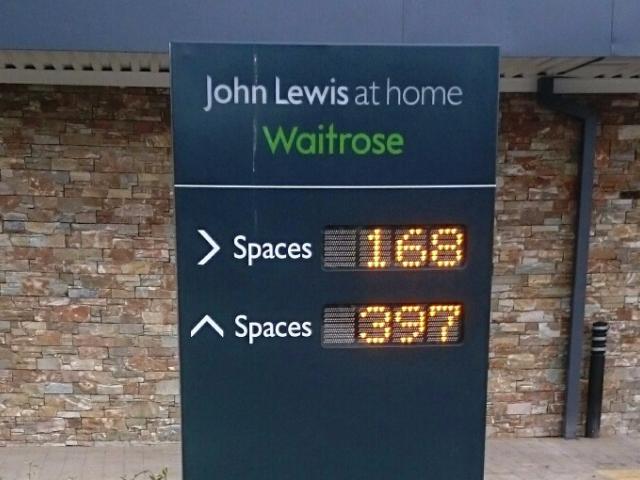 John Lewis at home
Waitrose
Spaces 168
Spaces 397